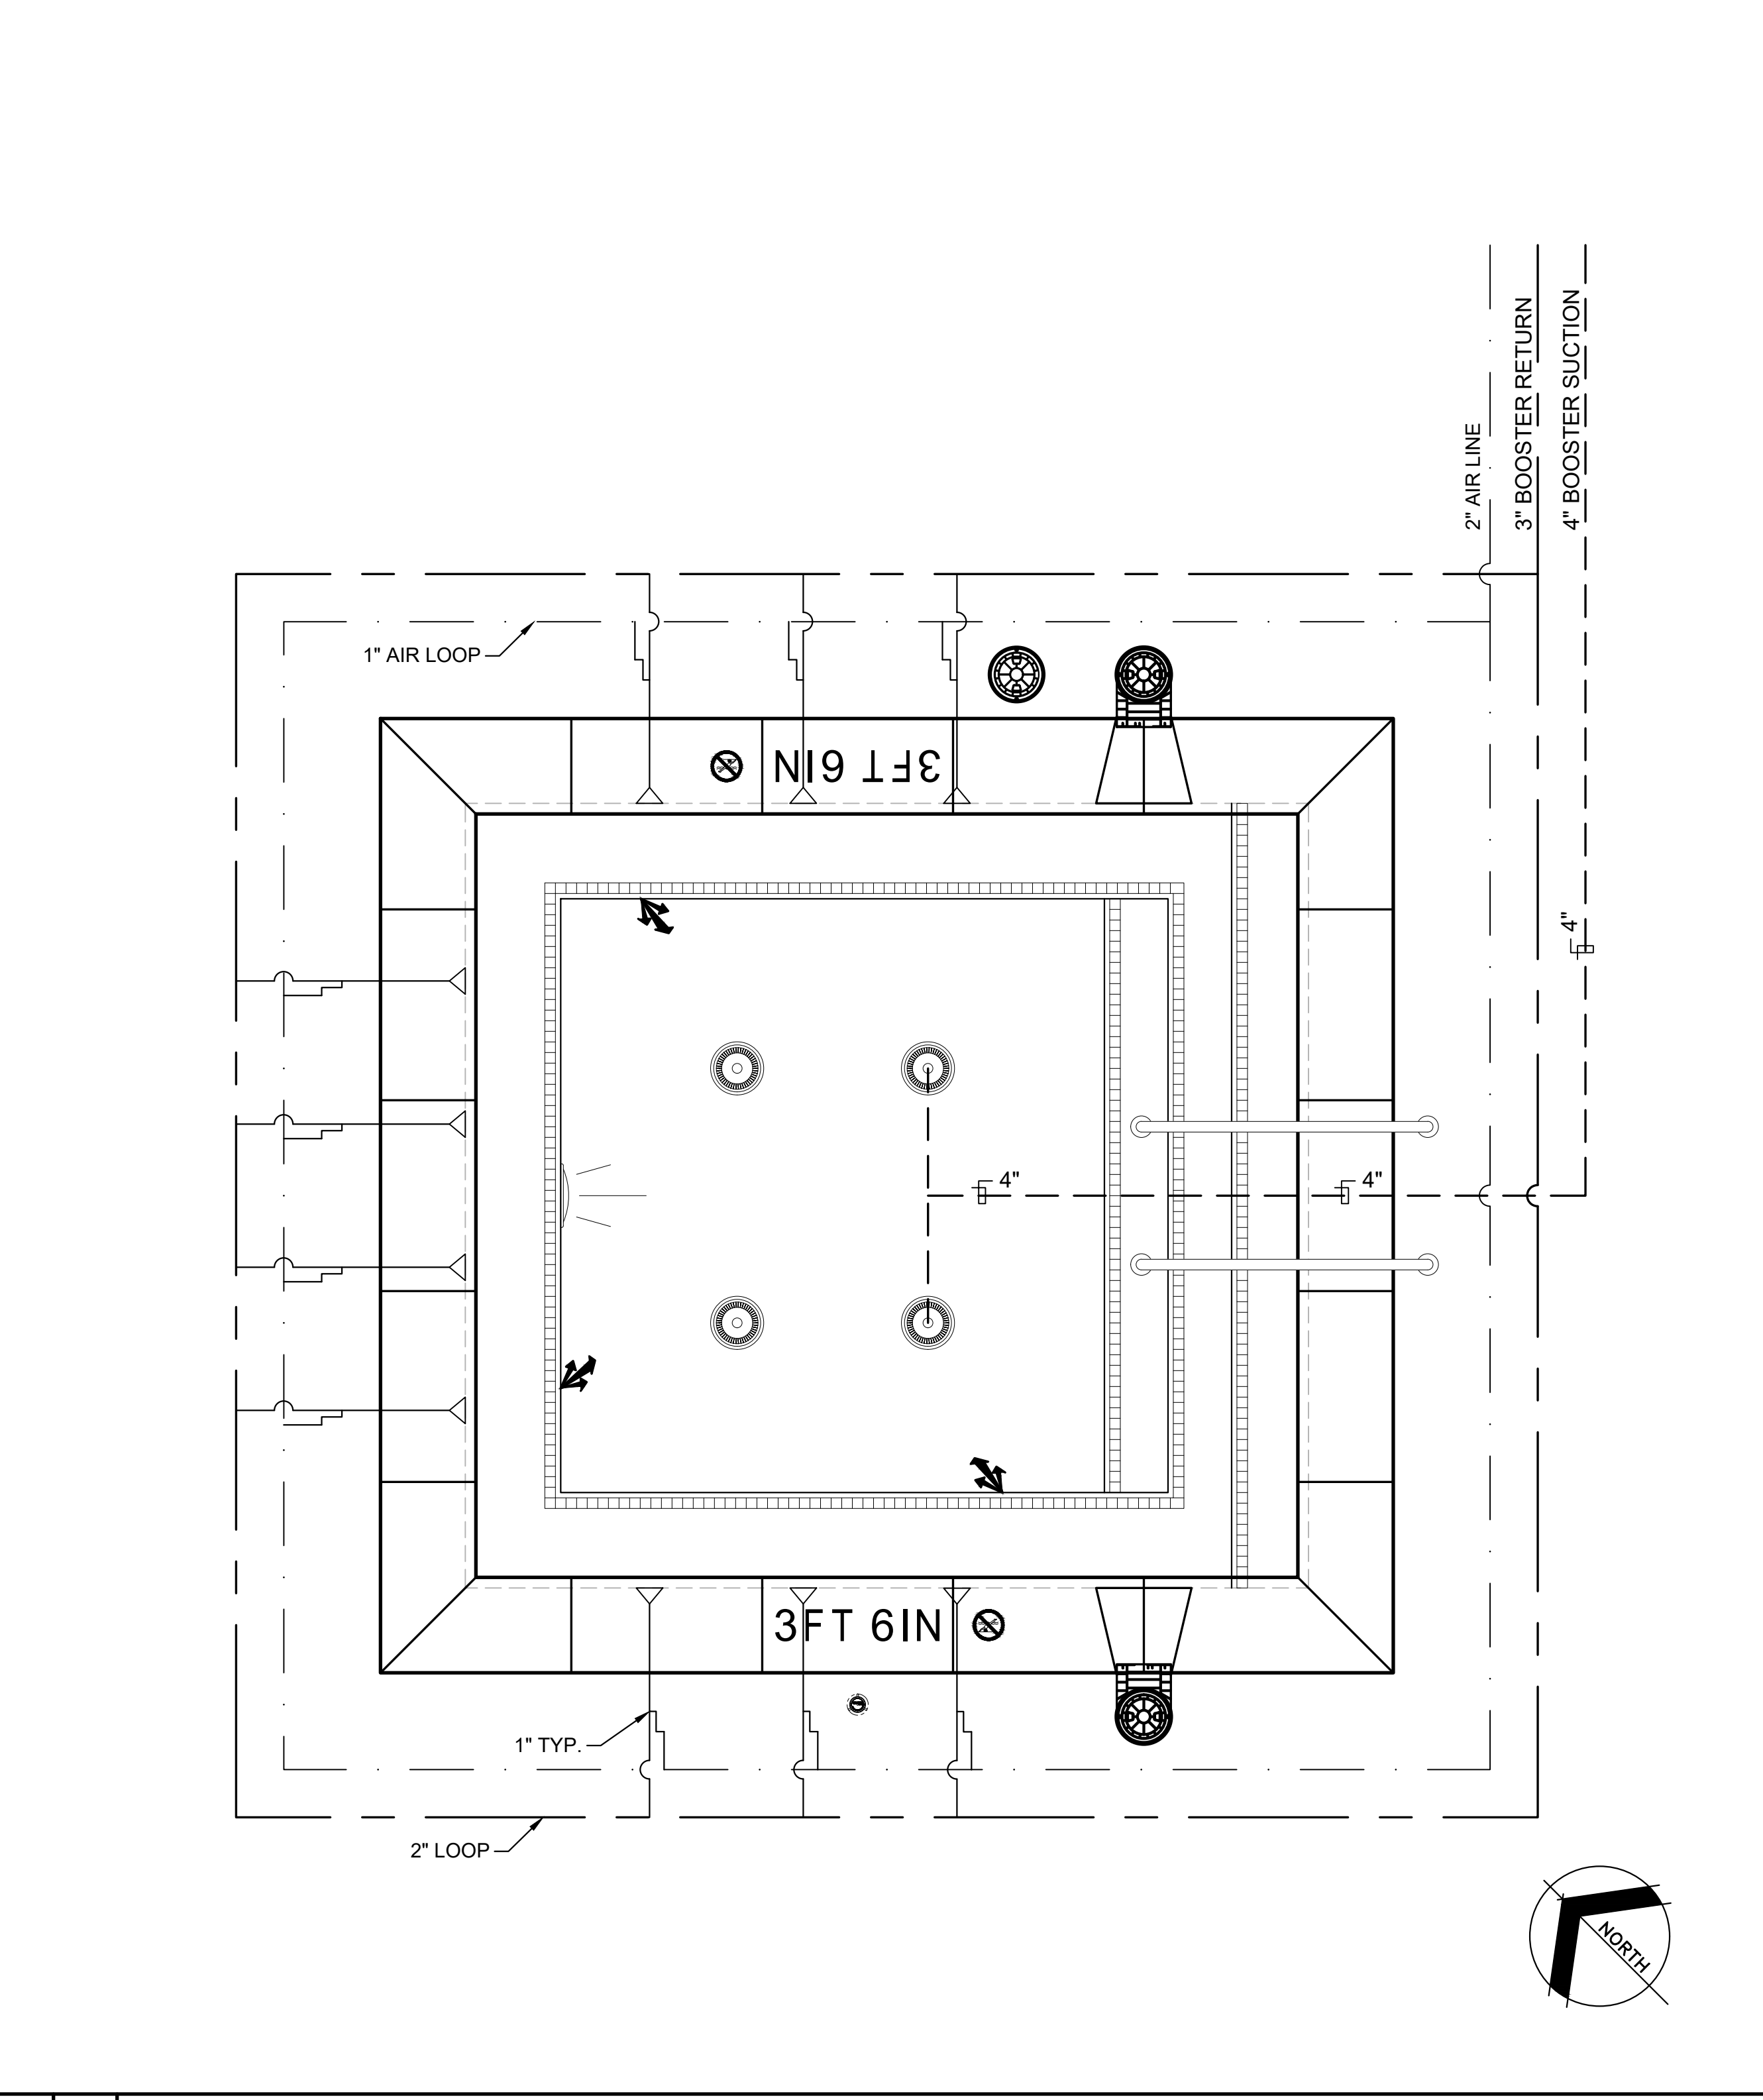 2" AIR LINE
3" BOOSTER RETURN
4" BOOSTER SUCTION
1" AIR LOOP
3FT 6IN
4"
4"
4"
3FT 6IN
1" TYP.
2" LOOP
NORTH